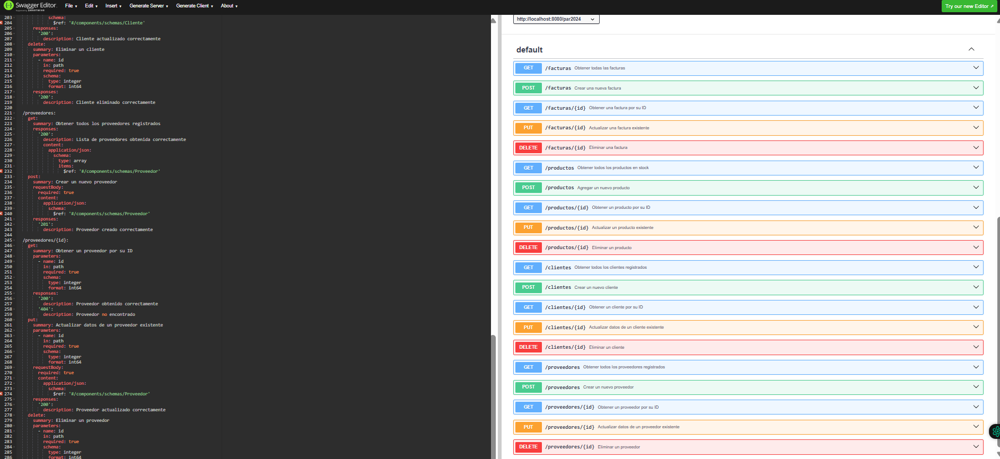 Swagger Editor.
Supported by SMARTBEAR
File
Edit
Insert
Generate Server
Generate Client
About
Try our new Editor
203 schema:
204 $ref: '#/components/schemas/Cliente'
205 responses:
206 '200':
207 description: Cliente actualizado correctamente
208 delete:
209 summary: Eliminar un cliente
210 parameters:
211 - name: id
212 in: path
213 required: true
214 schema:
215 type: integer
216 format: int64
217 responses:
218 '200':
219 description: Cliente eliminado correctamente
220
221 /proveedores:
222 get:
223 summary: Obtener todos los proveedores registrados
224 responses:
225 '200':
226 description: Lista de proveedores obtenida correctamente
227 content:
228 application/json:
229 schema:
230 type: array
231 items:
232 $ref: '#/components/schemas/Proveedor'
233 post:
234 summary: Crear un nuevo proveedor
235 requestBody:
236 required: true
237 content:
238 application/json:
239 schema:
240 $ref: '#/components/schemas/Proveedor'
241 responses:
242 '201':
243 description: Proveedor creado correctamente
244
245 /proveedores/{id}:
246 get:
247 summary: Obtener un proveedor por su ID
248 parameters:
249 - name: id
250 in: path
251 required: true
252 schema:
253 type: integer
254 format: int64
255 responses:
256 '200':
257 description: Proveedor obtenido correctamente
258 '404':
259 description: Proveedor no encontrado
260 put:
261 summary: Actualizar datos de un proveedor existente
262 parameters:
263 - name: id
264 in: path
265 required: true
266 schema:
267 type: integer
268 format: int64
269 requestBody:
270 required: true
271 content:
272 application/json:
273 schema:
274 $ref: '#/components/schemas/Proveedor'
275 responses:
276 '200':
277 description: Proveedor actualizado correctamente
278 delete:
279 summary: Eliminar un proveedor
280 parameters:
281 - name: id
282 in: path
283 required: true
284 schema:
285 type: integer
286 format: int64
http://localhost:8080/par2024
default
GET /facturas Obtener todas las facturas
POST /facturas Crear una nueva factura
GET /facturas/{id} Obtener una factura por su ID
PUT /facturas/{id} Actualizar una factura existente
DELETE /facturas/{id} Eliminar una factura
GET /productos Obtener todos los productos en stock
POST /productos Agregar un nuevo producto
GET /productos/{id} Obtener un producto por su ID
PUT /productos/{id} Actualizar un producto existente
DELETE /productos/{id} Eliminar un producto
GET /clientes Obtener todos los clientes registrados
POST /clientes Crear un nuevo cliente
GET /clientes/{id} Obtener un cliente por su ID
PUT /clientes/{id} Actualizar datos de un cliente existente
DELETE /clientes/{id} Eliminar un cliente
GET /proveedores Obtener todos los proveedores registrados
POST /proveedores Crear un nuevo proveedor
GET /proveedores/{id} Obtener un proveedor por su ID
PUT /proveedores/{id} Actualizar datos de un proveedor existente
DELETE /proveedores/{id} Eliminar un proveedor